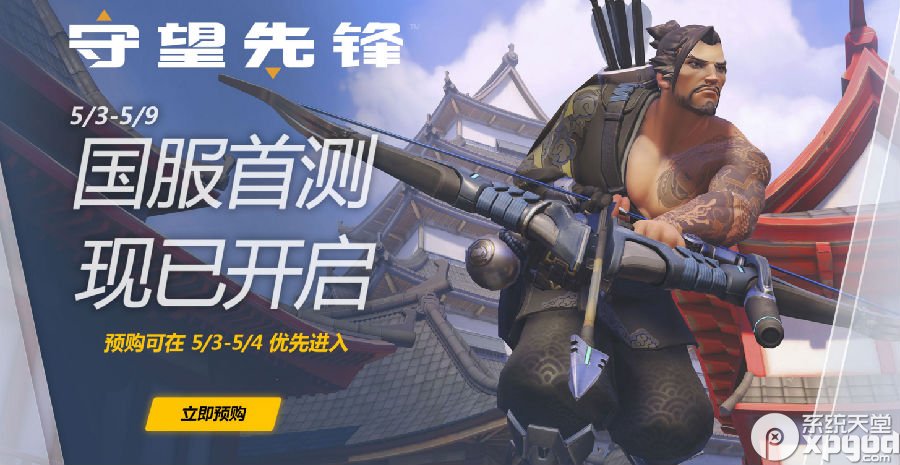 守望先锋™
5/3-5/9
国服首测
现已开启
预购可在 5/3-5/4 优先进入
立即预购
系统天堂
xpgod
.com